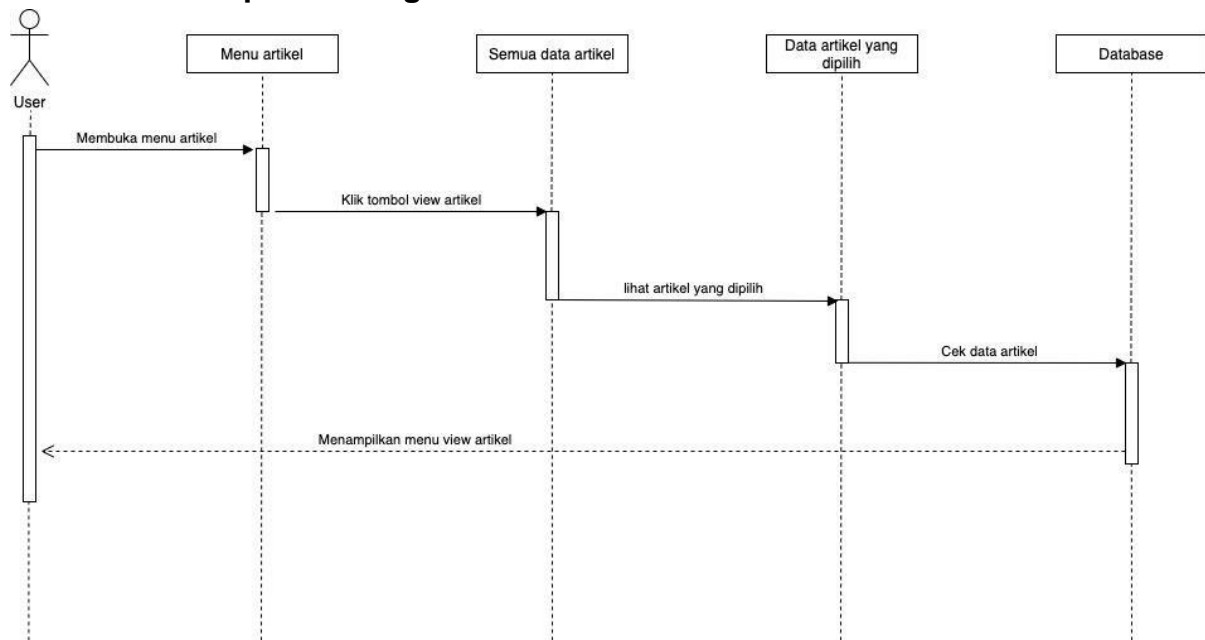 User
Menu artikel
Semua data artikel
Data artikel yang
dipilih
Database
Membuka menu artikel
Klik tombol view artikel
lihat artikel yang dipilih
Cek data artikel
Menampilkan menu view artikel